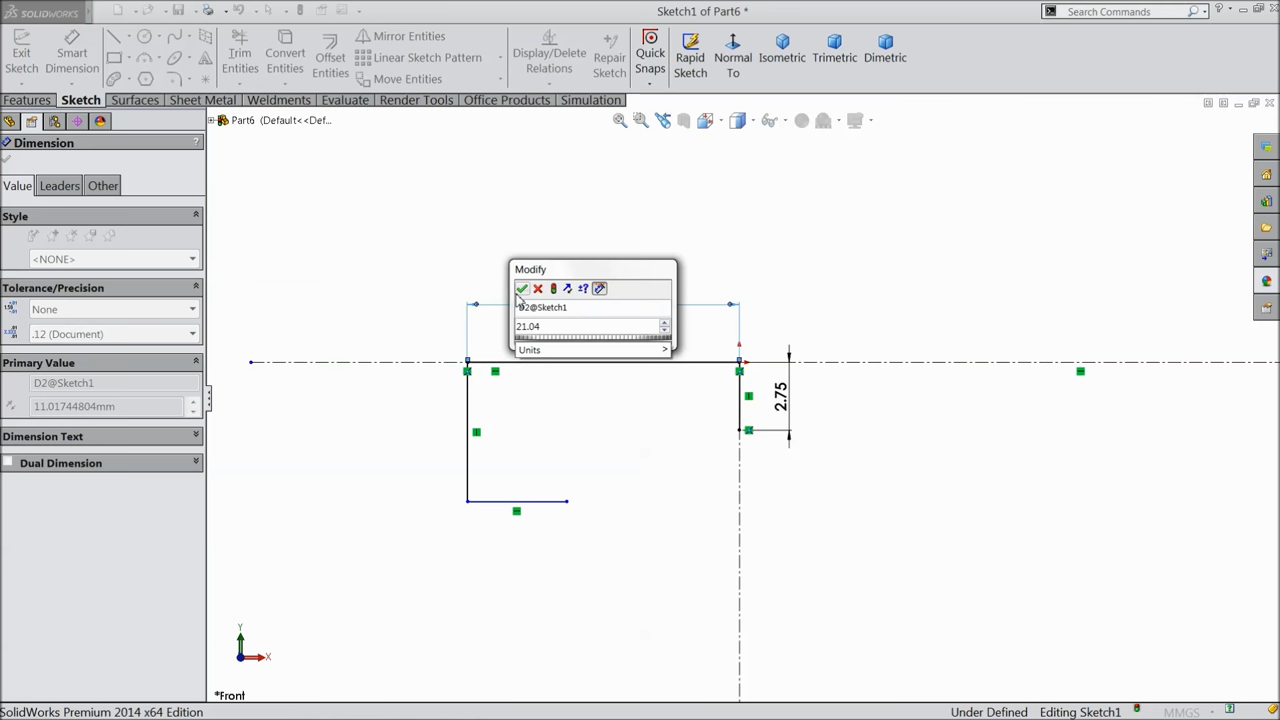 SOLIDWORKS
Sketch1 of Part6 *
Search Commands
Exit Sketch
Smart Dimension
Trim Entities
Convert Entities
Offset Entities
Mirror Entities
Linear Sketch Pattern
Move Entities
Display/Delete Relations
Repair Sketch
Quick Snaps
Rapid Sketch
Normal To
Isometric
Trimetric
Dimetric
Features
Sketch
Surfaces
Sheet Metal
Weldments
Evaluate
Render Tools
Office Products
Simulation
Part6 (Default<<Def...
Dimension
Value
Leaders
Other
Style
<NONE>
Tolerance/Precision
None
.12 (Document)
Primary Value
D2@Sketch1
11.01744804mm
Dimension Text
Dual Dimension
Modify
D2@Sketch1
21.04
Units >
2.75
Y
X
*Front
SolidWorks Premium 2014 x64 Edition
Under Defined
Editing Sketch1
MMGS